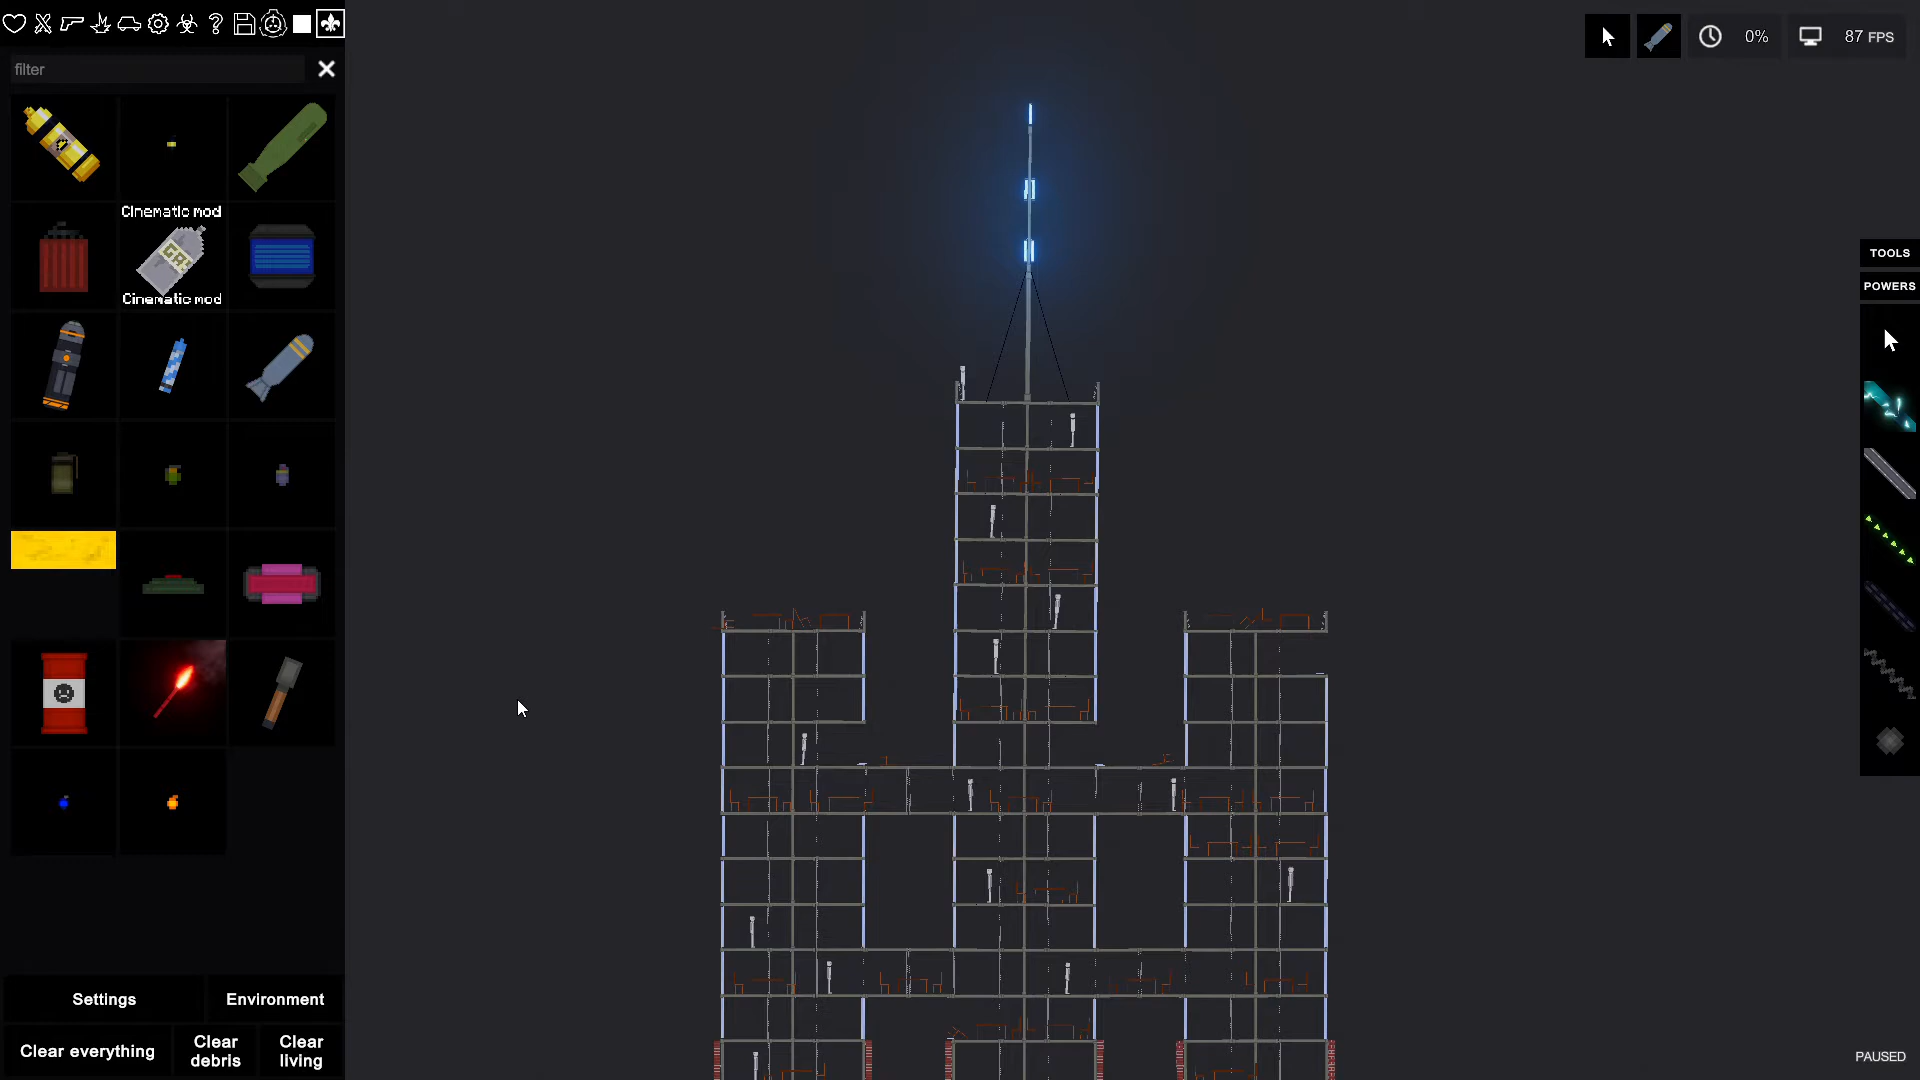 0%
87 FPS
filter
Cinematic mod
Cinematic mod
TOOLS
POWERS
Settings
Environment
Clear everything
Clear debris
Clear living
PAUSED